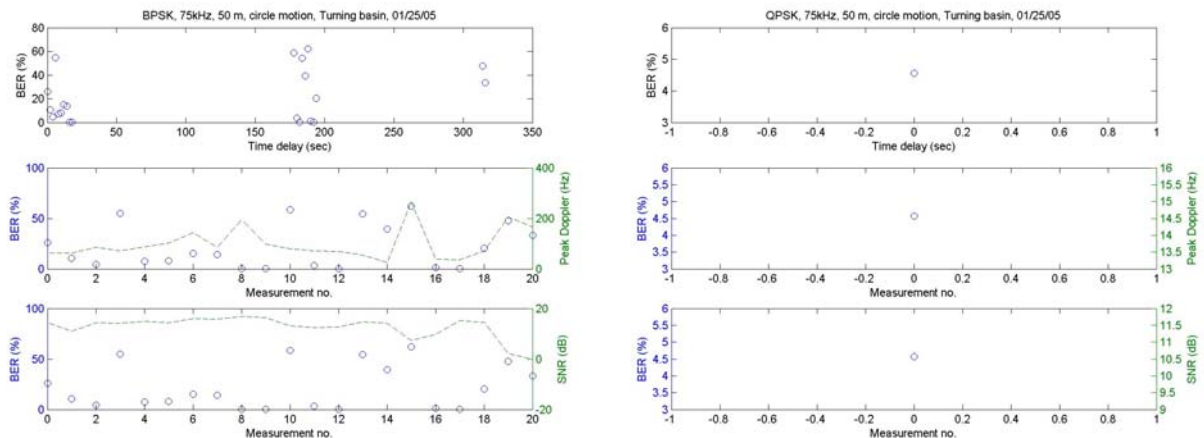 BPSK, 75kHz, 50 m, circle motion, Turning basin, 01/25/05
80
60
40
20
0
BER (%)
0 50 100 150 200 250 300 350
Time delay (sec)
100
50
0
BER (%)
400
200
0
Peak Doppler (Hz)
0 2 4 6 8 10 12 14 16 18 20
Measurement no.
100
50
0
BER (%)
20
0
-20
SNR (dB)
0 2 4 6 8 10 12 14 16 18 20
Measurement no.
QPSK, 75kHz, 50 m, circle motion, Turning basin, 01/25/05
6
5
4
3
BER (%)
-1 -0.8 -0.6 -0.4 -0.2 0 0.2 0.4 0.6 0.8 1
Time delay (sec)
6
5.5
5
4.5
4
3.5
3
BER (%)
16
15
14
13
12
11
10
13
Peak Doppler (Hz)
-1 -0.8 -0.6 -0.4 -0.2 0 0.2 0.4 0.6 0.8 1
Measurement no.
6
5.5
5
4.5
4
3.5
3
BER (%)
12
11.5
11
10.5
10
9.5
9
SNR (dB)
-1 -0.8 -0.6 -0.4 -0.2 0 0.2 0.4 0.6 0.8 1
Measurement no.